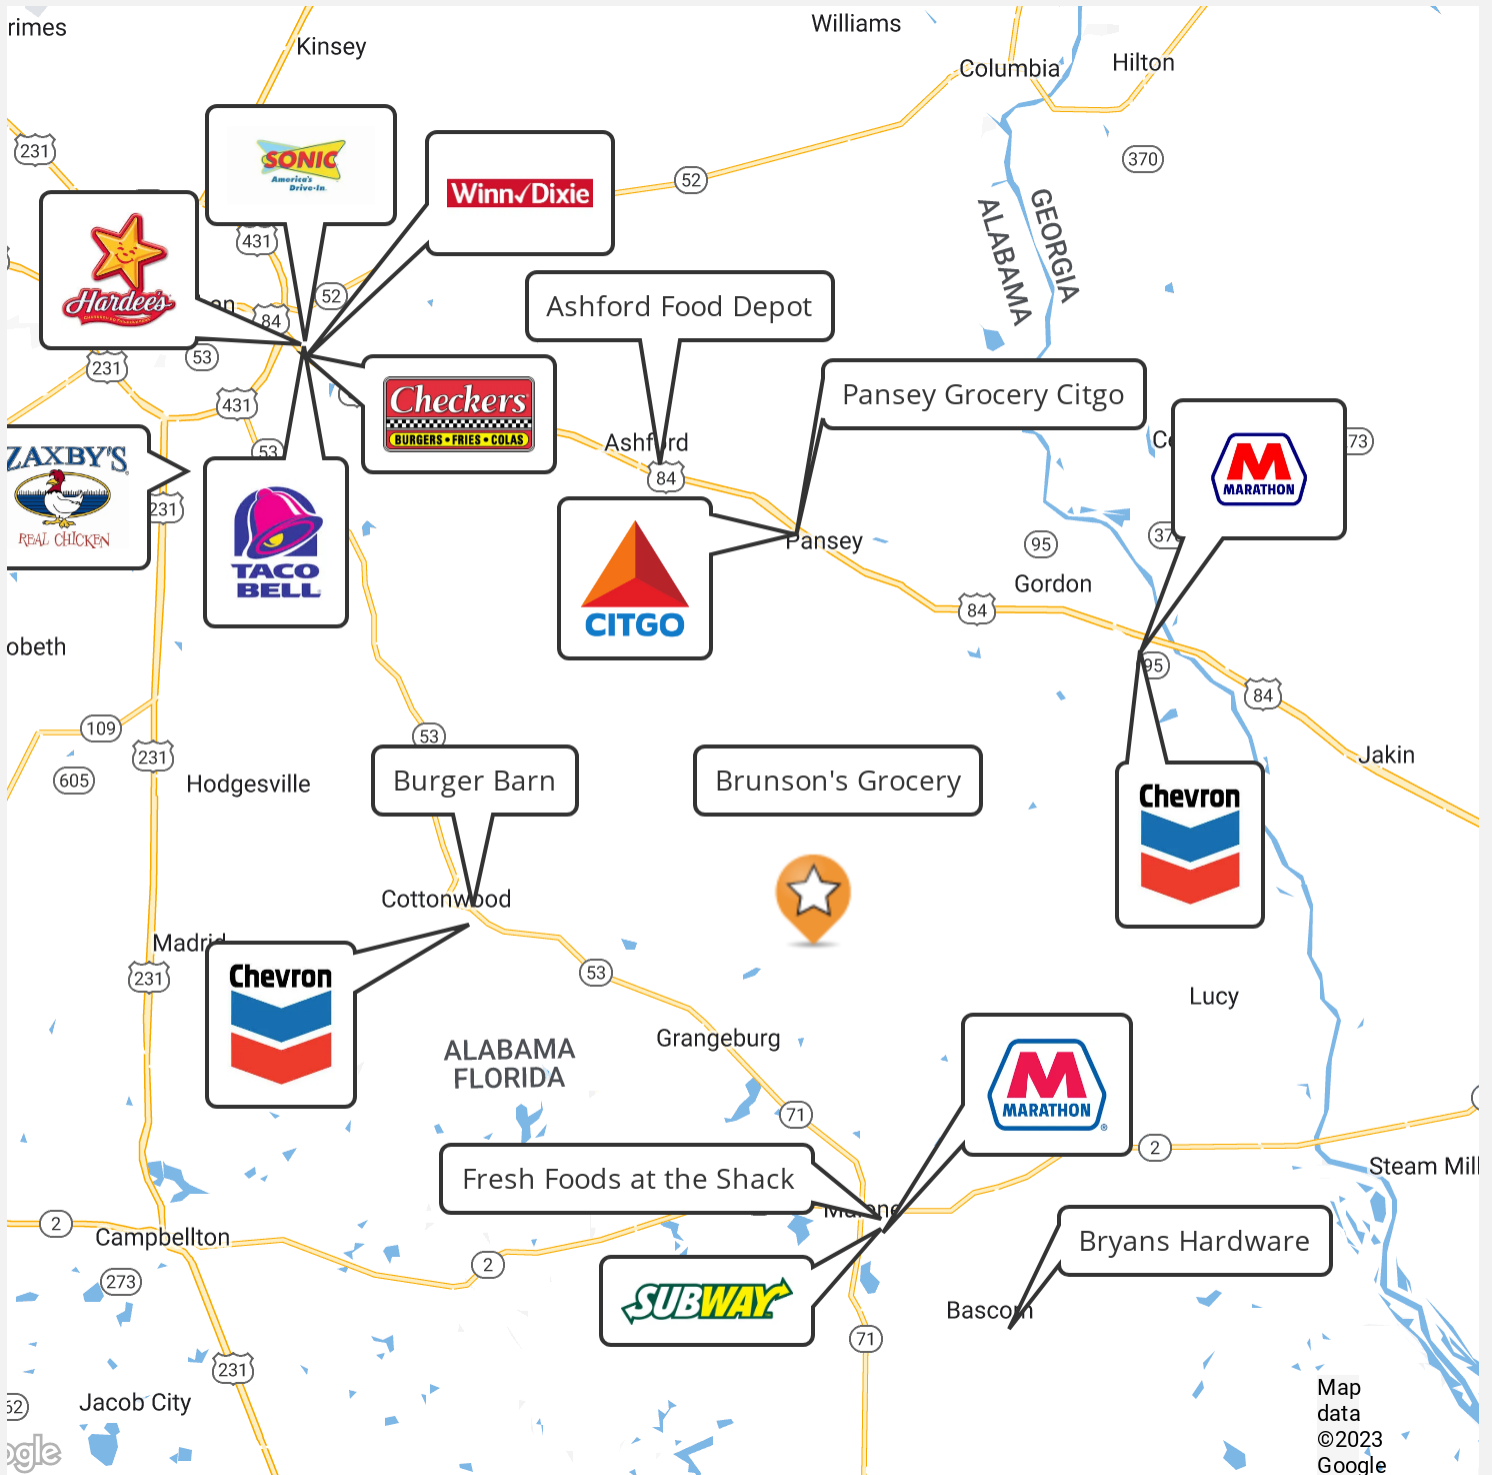 rimes
Kinsey
Williams
Columbia
Hilton
231
SONIC
America's
Drive-In
Winn✓Dixie
52
370
GEORGIA
ALABAMA
431
Hardee's
en
52
84
Ashford Food Depot
53
231
431
Checkers
BURGERS • FRIES • COLAS
Pansey Grocery Citgo
MARATHON
73
ZAXBY'S
REAL CHICKEN
53
Ashford
84
231
TACO
BELL
CITGO
Pansey
95
37
Gordon
84
obeth
95
84
109
231
605
Hodgesville
53
Burger Barn
Brunson's Grocery
Jakin
Chevron
Cottonwood
Madrid
231
Chevron
53
Lucy
Grangeburg
ALABAMA
FLORIDA
71
MARATHON
2
Steam Mill
Fresh Foods at the Shack
Malone
2
Campbellton
2
273
SUBWAY
Bryans Hardware
Bascom
71
231
Jacob City
Map
data
©2023
Google
ogle